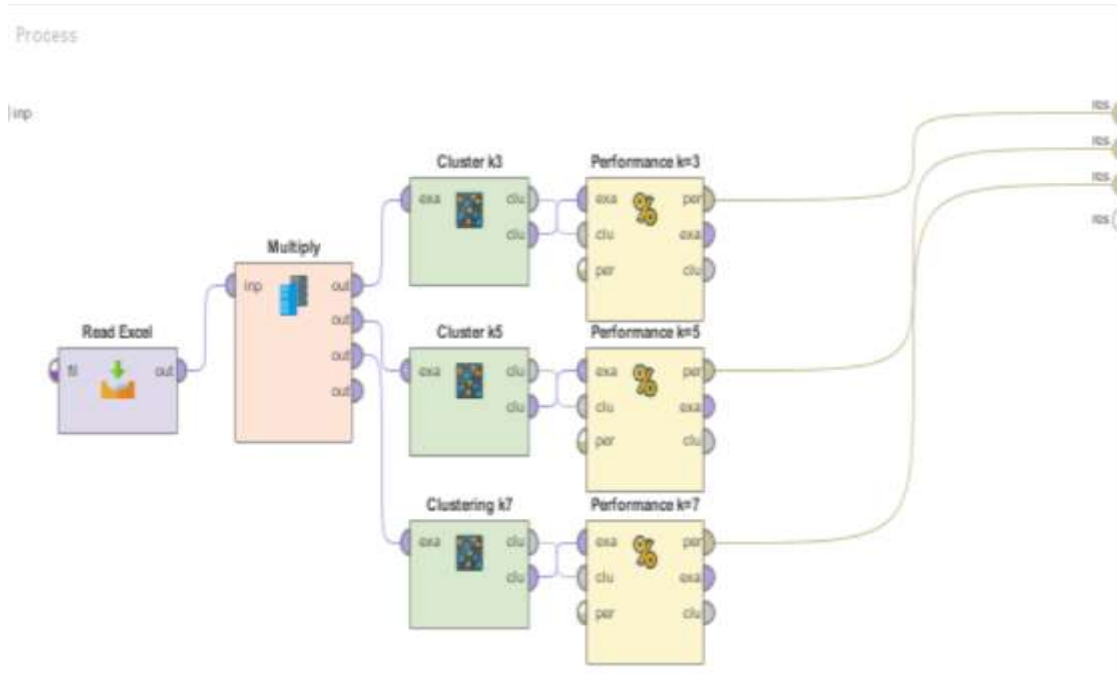 Process
inp
res
res
res
res
Cluster k3
exa
clu
clu
Performance k=3
exa
clu
per
per
exa
clu
Multiply
inp
out
out
out
out
Read Excel
fil
out
Cluster k5
exa
clu
clu
Performance k=5
exa
clu
per
per
exa
clu
Clustering k7
exa
clu
clu
Performance k=7
exa
clu
per
per
exa
clu